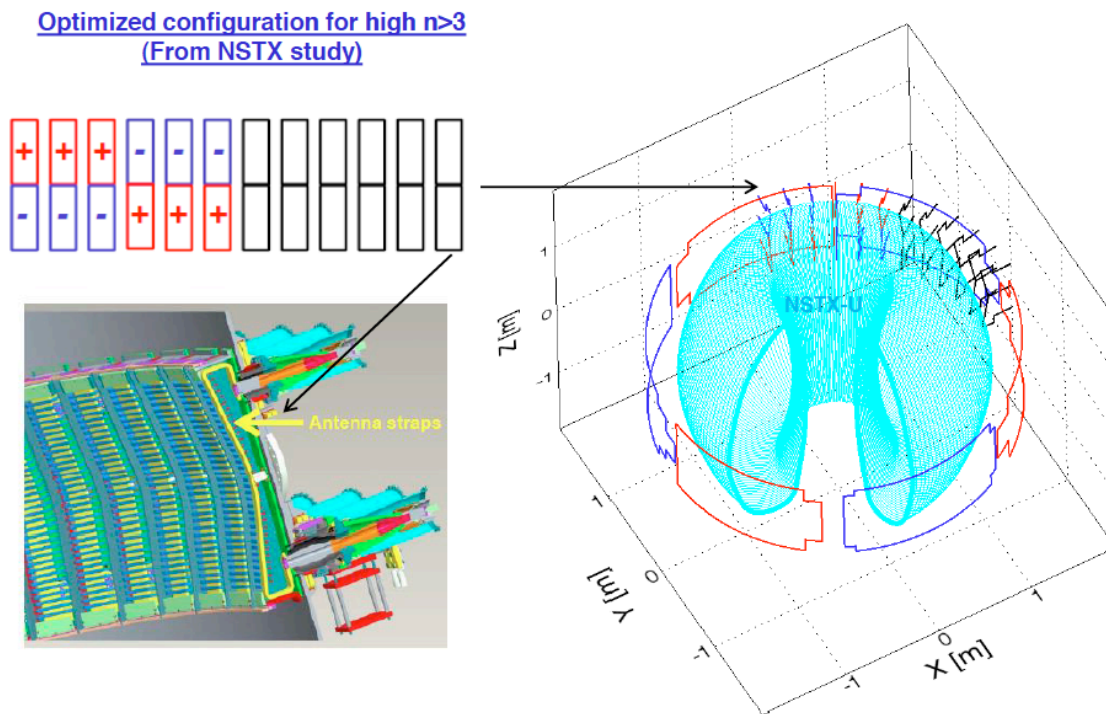 Optimized configuration for high n>3
(From NSTX study)
+ + + - - -
- - - + + +
Antenna straps
NSTX-U
Z [m]
1
0
-1
Y [m]
1
0
-1
X [m]
-1
0
1